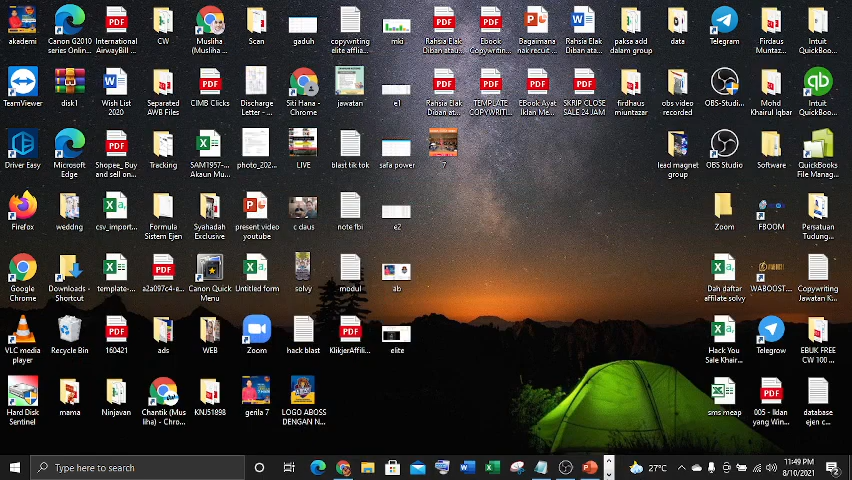 akademi
Canon G2010
series Onlin...
International
AirwayBill ...
CW
Musliha
(Musliha ...
Scan
gaduh
copywriting
elite afflia...
mki
Rahsia Elak
Diban atau...
Ebook
Copywriti...
Bagaimana
nak recuit ...
Word
Rahsia Elak
Diban ata...
paksa add
dalam group
data
Telegram
Firdaus
Muntaz...
Intuit
QuickBoo...
TeamViewer
disk1
Wish List
2020
Separated
AWB Files
CIMB Clicks
Discharge
Letter - ...
Siti Hana -
Chrome
jawatan
e1
Rahsia Elak
Dioan at...
TEMPLATE
COPYWRITI...
EBook Ayat
Iklan Me...
SKRIP CLOSE
SALE 24 JAM
firdhaus
muintazar
obs video
recorded
OBS-Studi...
Mohd
Khairul Iqbar
Intuit
QuickBoo...
Driver Easy
Microsoft
Edge
Shopee_Buy
and sell on...
Tracking
SAM1957-...
Akaun Mu...
photo_202...
LIVE
blast tik tok
safa power
7
lead magnet
group
OBS Studio
Software -
QuickBooks
File Manag...
Firefox
weddng
csv_import...
Formula
Sistem Ejen
Syahadah
Exclusive
present video
youtube
c daus
note fbi
e2
Zoom
FBOOM
Persatuan
Tudung...
Google
Chrome
Downloads -
Shortcut
template-...
a2a097c4-e...
Canon Quick
Menu
Untitled form
solvy
modul
ab
Dah daftar
affilate solvy
WABOOST...
Copywriting
Jawatan K...
VLC media
player
Recycle Bin
160421
ads
WEB
Zoom
hack blast
KlikjerAffili...
elite
Hack You
Sale Khair...
Telegrow
EBUK FREE
CW 100 ...
Hard Disk
Sentinel
mama
Ninjavan
Chantik (Mus
liha) - Chro...
KNJ51898
gerila 7
LOGO ABOSS
DENGAN N...
sms meap
005 - Iklan
yang Win...
database
ejen c...
Type here to search
27°C
11:49 PM
8/10/2021
2